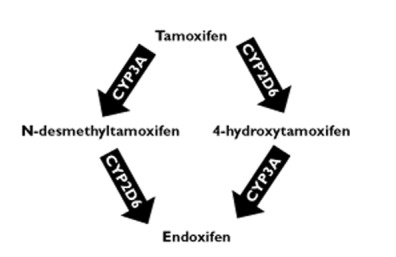 Tamoxifen
CYP3A
CYP2D6
N-desmethyltamoxifen
4-hydroxytamoxifen
CYP2D6
CYP3A
Endoxifen